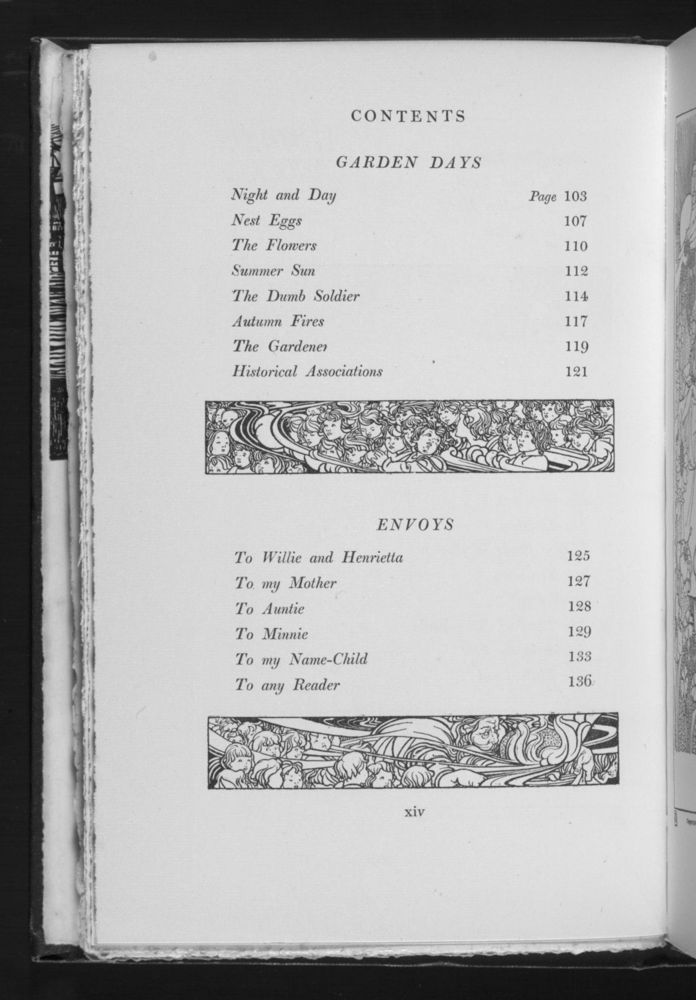 CONTENTS
GARDEN DAYS
Night and Day Page 103
Nest Eggs 107
The Flowers 110
Summer Sun 112
The Dumb Soldier 114
Autumn Fires 117
The Gardener 119
Historical Associations 121
ENVOYS
To Willie and Henrietta 125
To my Mother 127
To Auntie 128
To Minnie 129
To my Name-Child 133
To any Reader 136
xiv